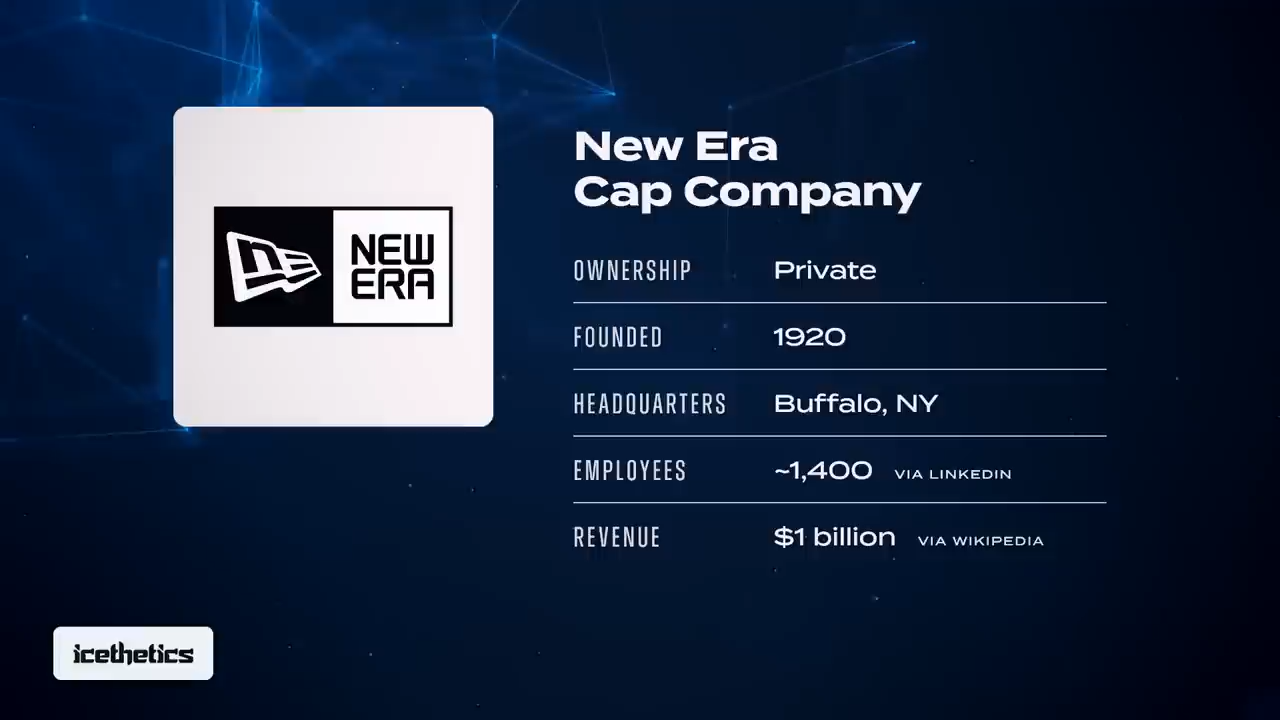 New Era
Cap Company
NE
NEW
ERA
OWNERSHIP Private
FOUNDED 1920
HEADQUARTERS Buffalo, NY
EMPLOYEES ~1,400 VIA LINKEDIN
REVENUE $1 billion VIA WIKIPEDIA
icethetics